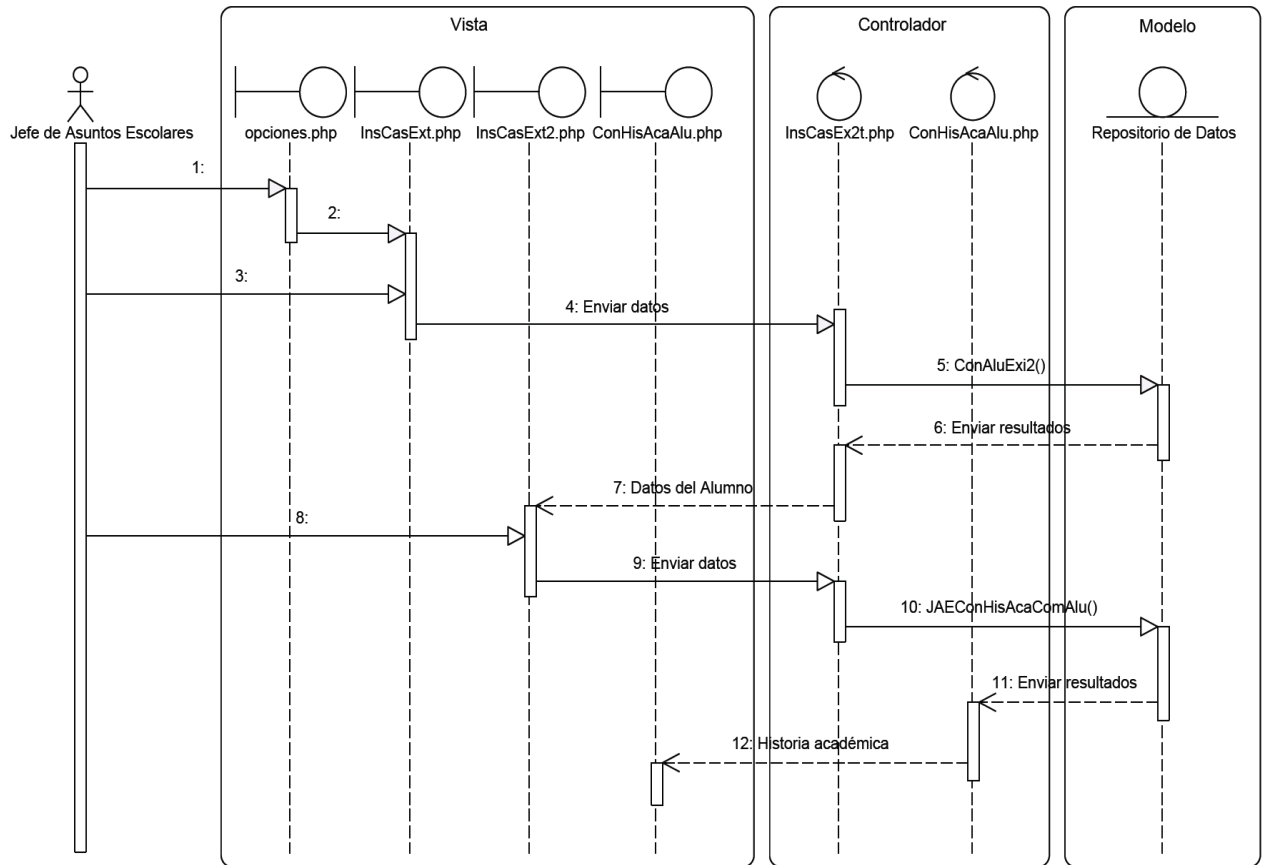 Vista
Controlador
Modelo
Jefe de Asuntos Escolares
opciones.php
InsCasExt.php
InsCasExt2.php
ConHisAcaAlu.php
InsCasEx2t.php
ConHisAcaAlu.php
Repositorio de Datos
1:
2:
3:
4: Enviar datos
5: ConAluExi2()
6: Enviar resultados
7: Datos del Alumno
8:
9: Enviar datos
10: JAEConHisAcaComAlu()
11: Enviar resultados
12: Historia académica